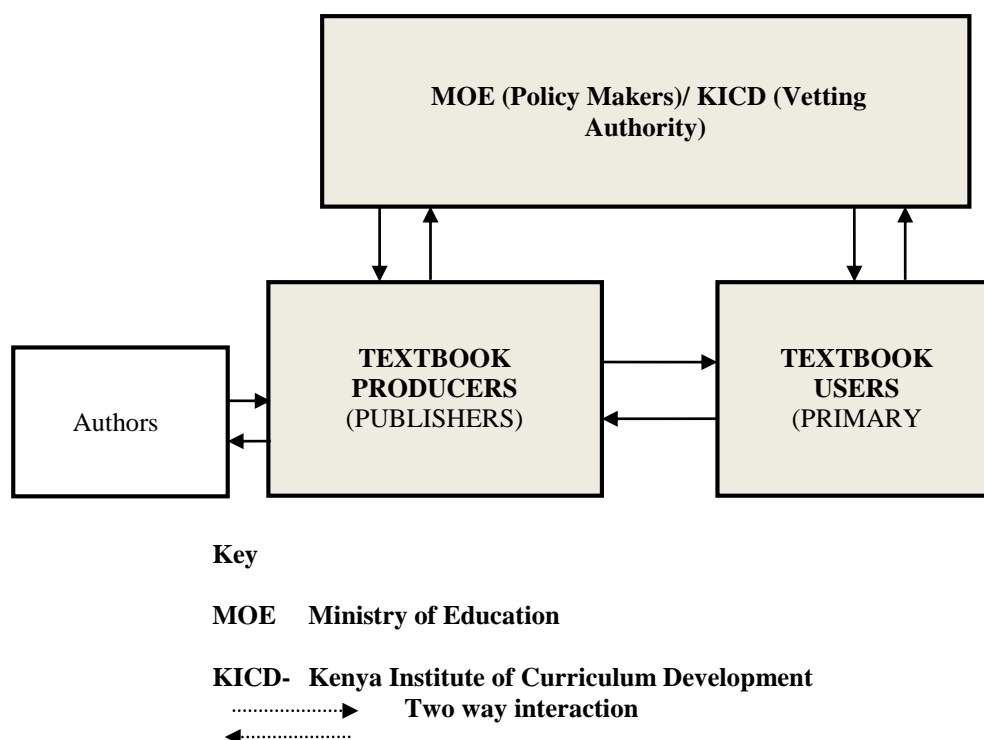 MOE (Policy Makers)/ KICD (Vetting
Authority)
Authors
TEXTBOOK
PRODUCERS
(PUBLISHERS)
TEXTBOOK
USERS
(PRIMARY
Key
MOE Ministry of Education
KICD- Kenya Institute of Curriculum Development
Two way interaction